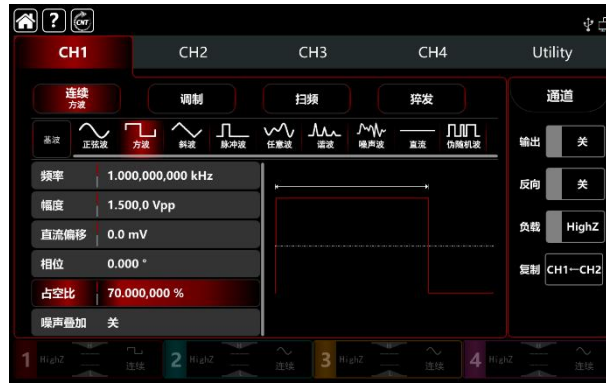 ? CNT
CH1 CH2 CH3 CH4 Utility
连续
方波
调制 扫频 猝发 通道
基波 正弦波 方波 斜波 脉冲波 任意波 谐波 噪声波 直流 伪随机波
输出 关
频率 1.000,000,000 kHz
反向 关
幅度 1.500,0 Vpp
负载 HighZ
直流偏移 0.0 mV
相位 0.000 °
复制 CH1←CH2
占空比 70.000,000 %
噪声叠加 关
1 HighZ 连续 2 HighZ 连续 3 HighZ 连续 4 HighZ 连续